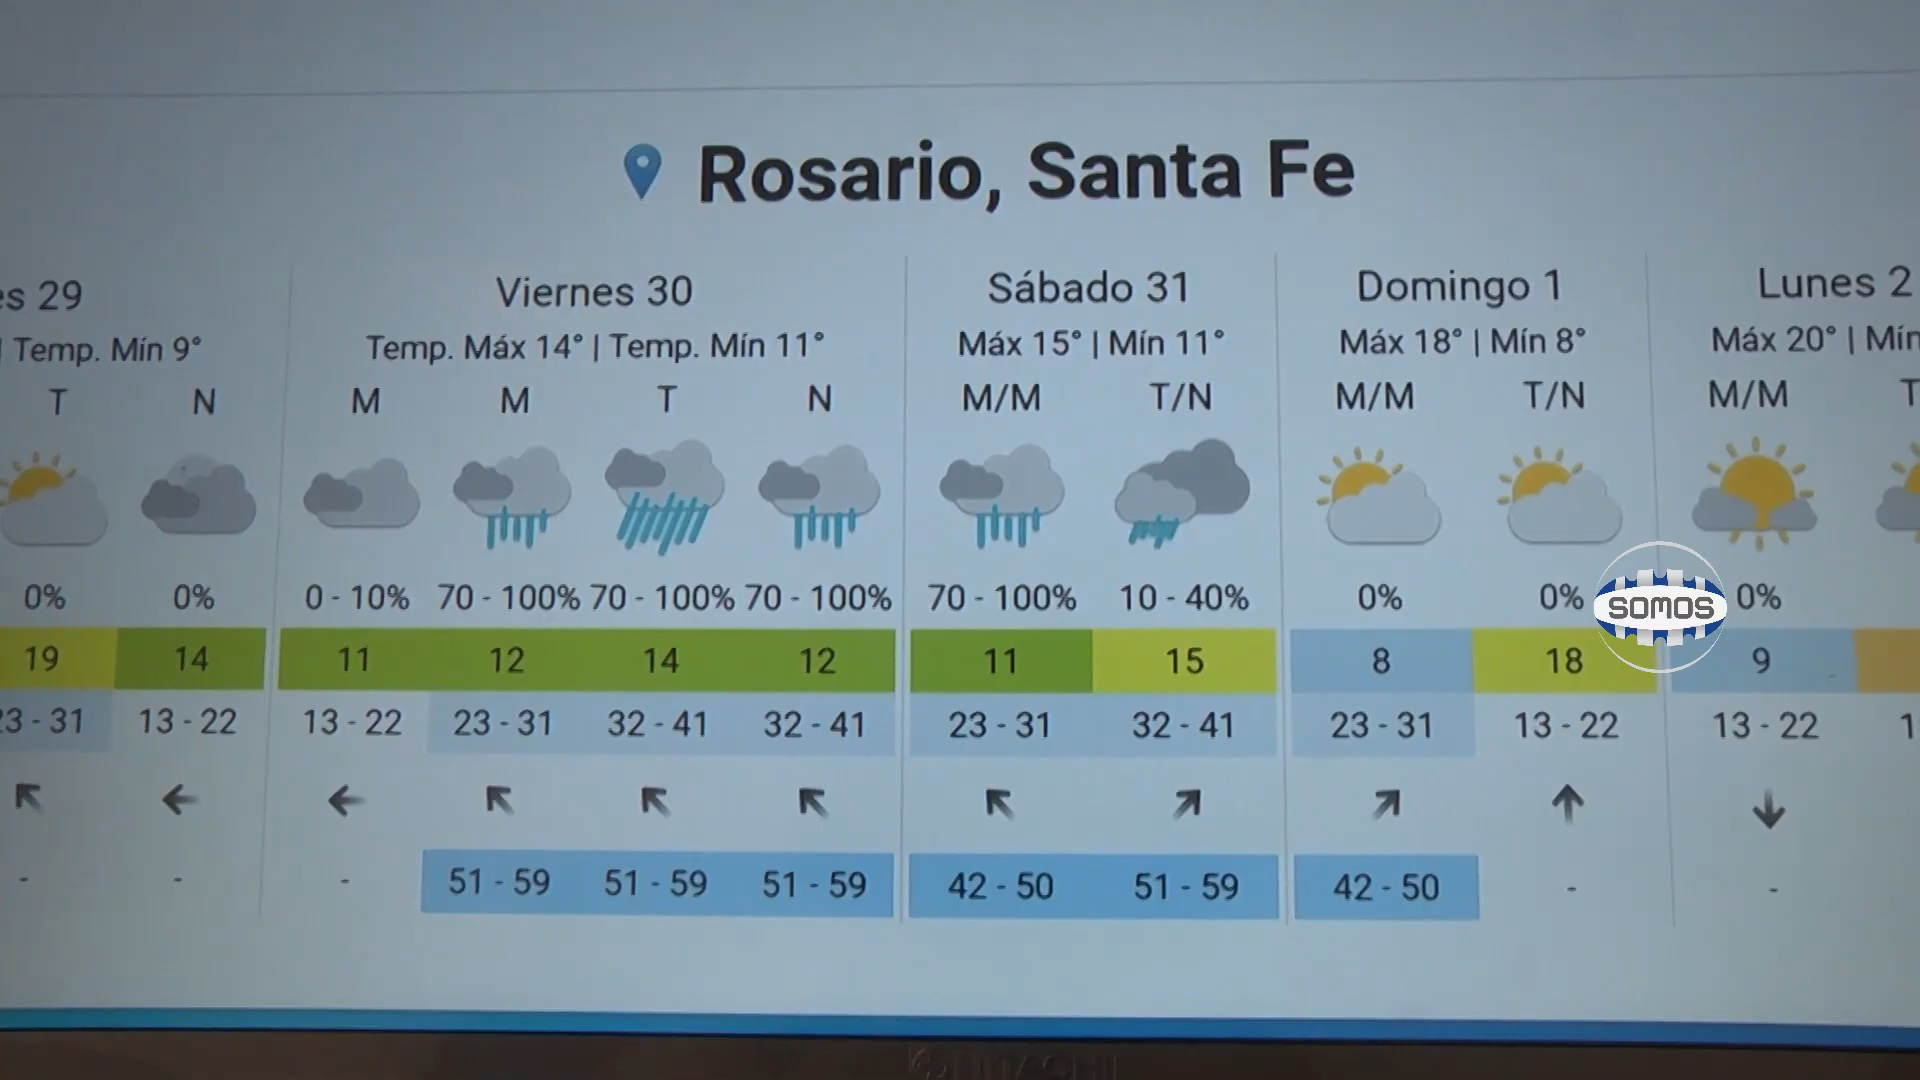 Rosario, Santa Fe
es 29 Viernes 30 Sábado 31 Domingo 1 Lunes 2
| Temp. Mín 9° Temp. Máx 14° | Temp. Mín 11° Máx 15° | Mín 11° Máx 18° | Mín 8° Máx 20° | Mín
T N M M T N M/M T/N M/M T/N M/M T
0% 0% 0 - 10% 70 - 100% 70 - 100% 70 - 100% 70 - 100% 10 - 40% 0% 0% 0%
SOMOS
19 14 11 12 14 12 11 15 8 18 9
23 - 31 13 - 22 13 - 22 23 - 31 32 - 41 32 - 41 23 - 31 32 - 41 23 - 31 13 - 22 13 - 22 1
- - - 51 - 59 51 - 59 51 - 59 42 - 50 51 - 59 42 - 50 - -